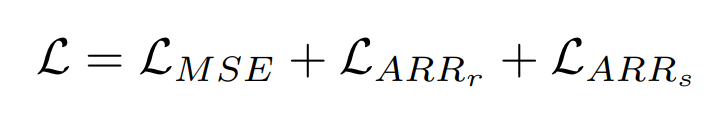 ℒ = ℒ_{MSE} + ℒ_{ARR_r} + ℒ_{ARR_s}